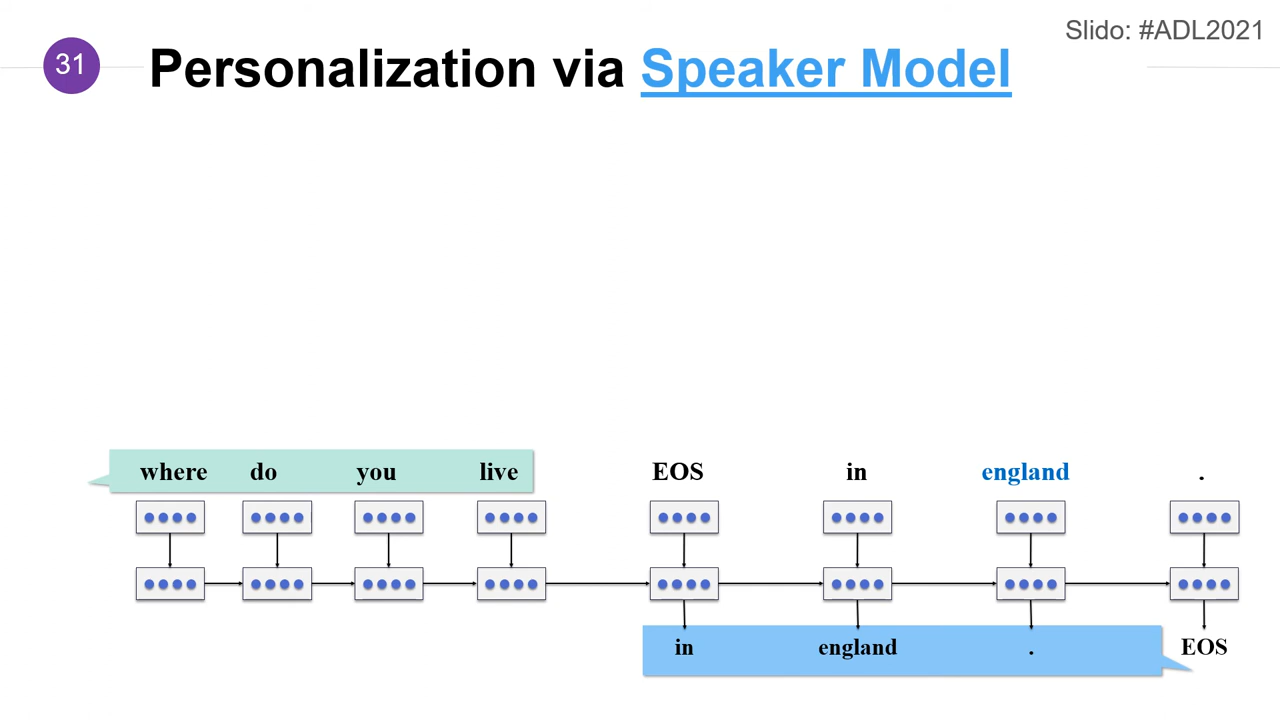 Slido: #ADL2021
31
Personalization via Speaker Model
where do you live EOS in england .
in england . EOS